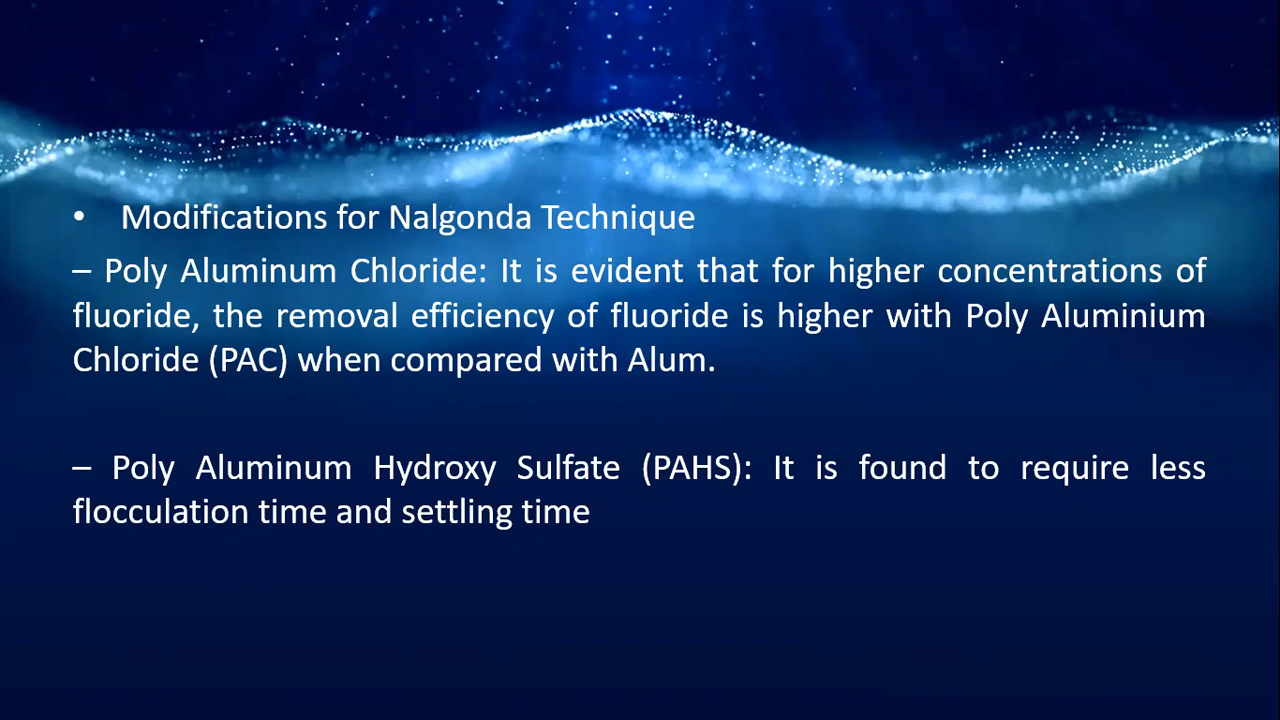 • Modifications for Nalgonda Technique
– Poly Aluminum Chloride: It is evident that for higher concentrations of
fluoride, the removal efficiency of fluoride is higher with Poly Aluminium
Chloride (PAC) when compared with Alum.
– Poly Aluminum Hydroxy Sulfate (PAHS): It is found to require less
flocculation time and settling time